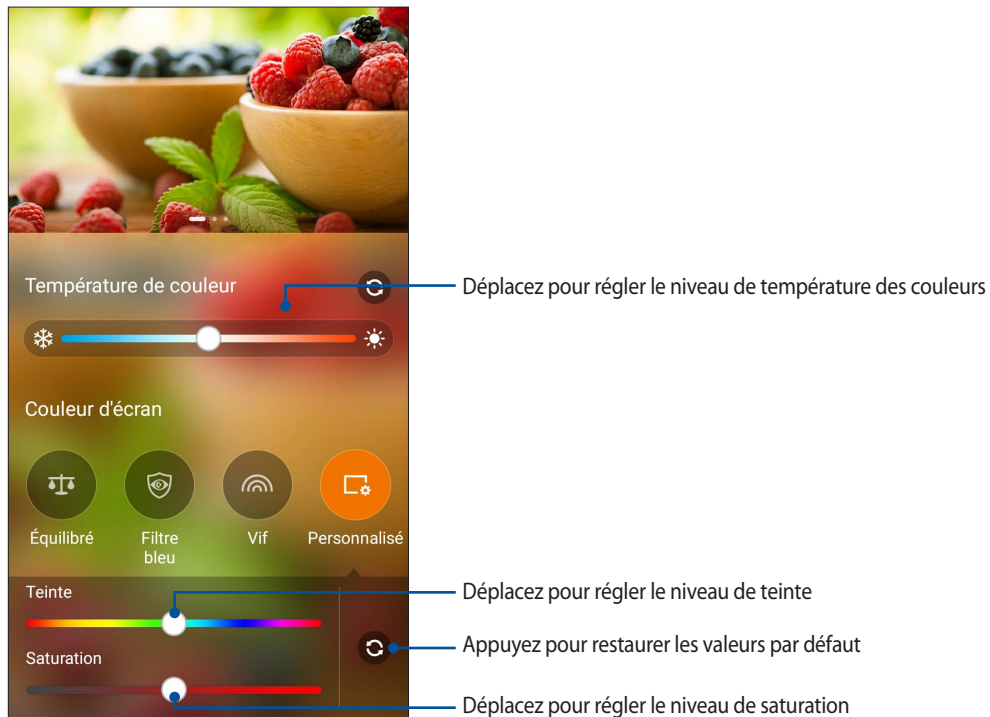 Température de couleur
Déplacez pour régler le niveau de température des couleurs
Couleur d'écran
Équilibré
Filtre
bleu
Vif
Personnalisé
Teinte
Déplacez pour régler le niveau de teinte
Appuyez pour restaurer les valeurs par défaut
Saturation
Déplacez pour régler le niveau de saturation